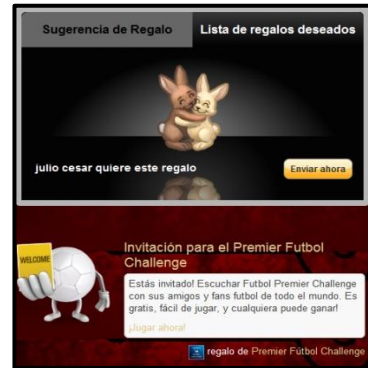 Sugerencia de Regalo
Lista de regalos deseados
julio cesar quiere este regalo
Enviar ahora
WELCOME
Invitación para el Premier Futbol
Challenge
Estás invitado! Escuchar Futbol Premier Challenge
con sus amigos y fans futbol de todo el mundo. Es
gratis, fácil de jugar, y cualquiera puede ganar!
¡Jugar ahora!
regalo de Premier Fútbol Challenge